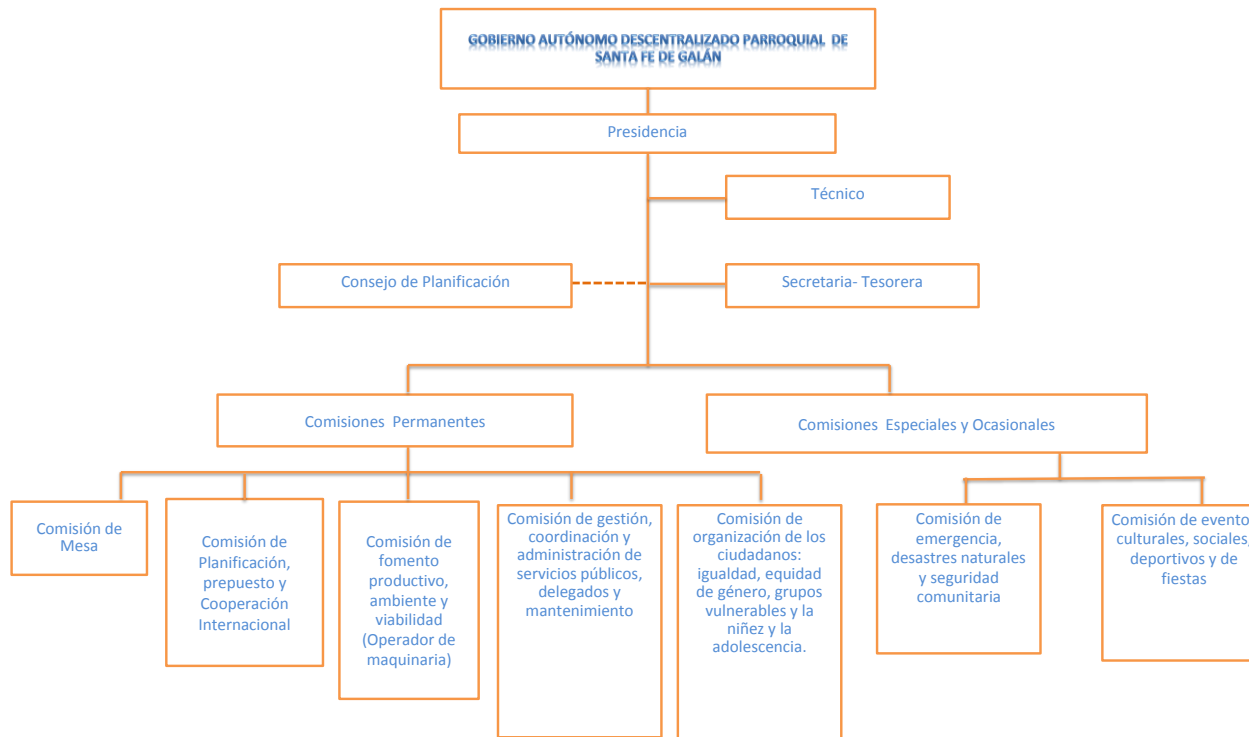 GOBIERNO AUTÓNOMO DESCENTRALIZADO PARROQUIAL DE
SANTA FE DE GALÁN
Presidencia
Técnico
Consejo de Planificación
Secretaria- Tesorera
Comisiones Permanentes
Comisiones Especiales y Ocasionales
Comisión de
Mesa
Comisión de
Planificación,
prepuesto y
Cooperación
Internacional
Comisión de
fomento
productivo,
ambiente y
viabilidad
(Operador de
maquinaria)
Comisión de gestión,
coordinación y
administración de
servicios públicos,
delegados y
mantenimiento
Comisión de
organización de los
ciudadanos:
igualdad, equidad
de género, grupos
vulnerables y la
niñez y la
adolescencia.
Comisión de
emergencia,
desastres naturales
y seguridad
comunitaria
Comisión de evento
culturales, sociales,
deportivos y de
fiestas